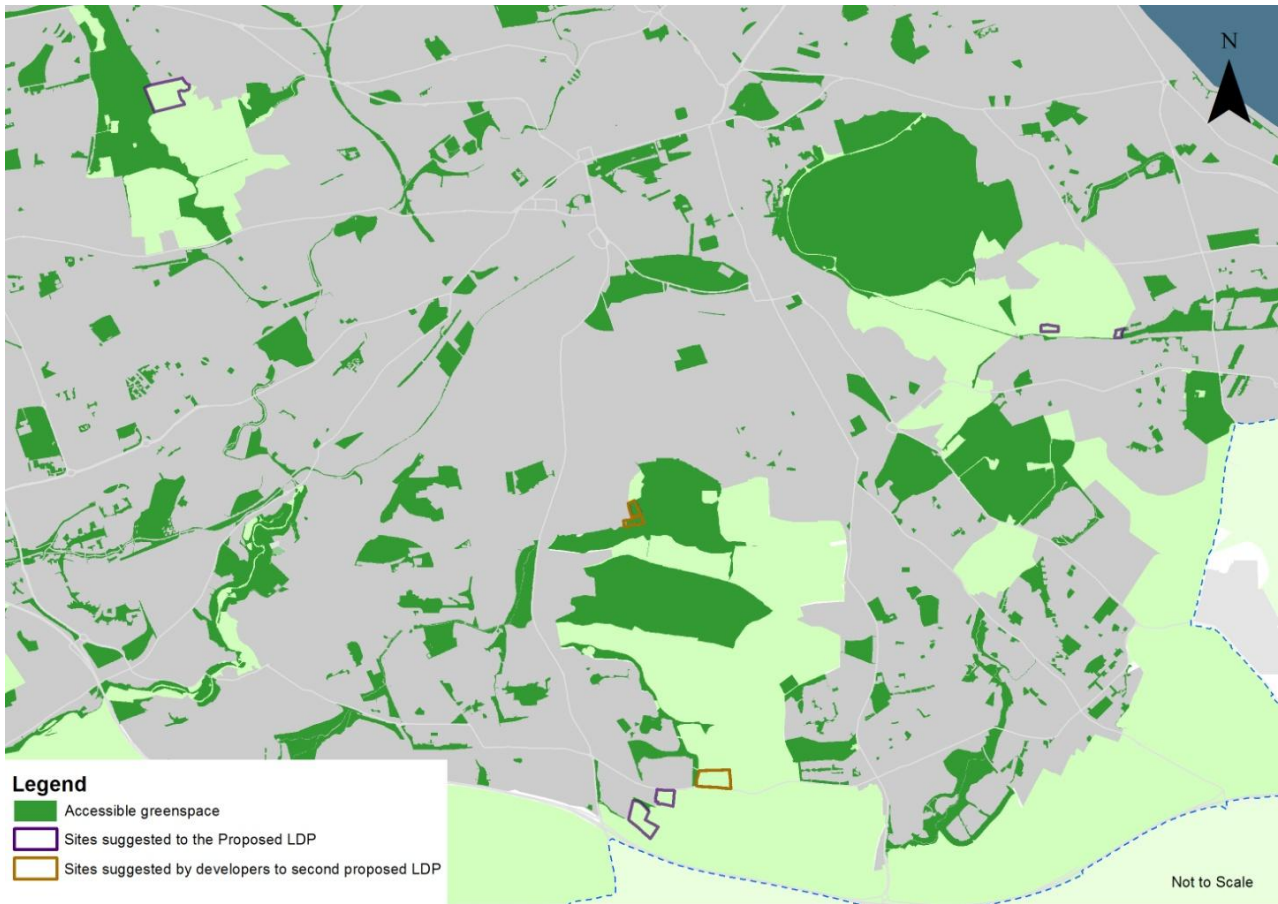 N
Legend
Accessible greenspace
Sites suggested to the Proposed LDP
Sites suggested by developers to second proposed LDP
Not to Scale